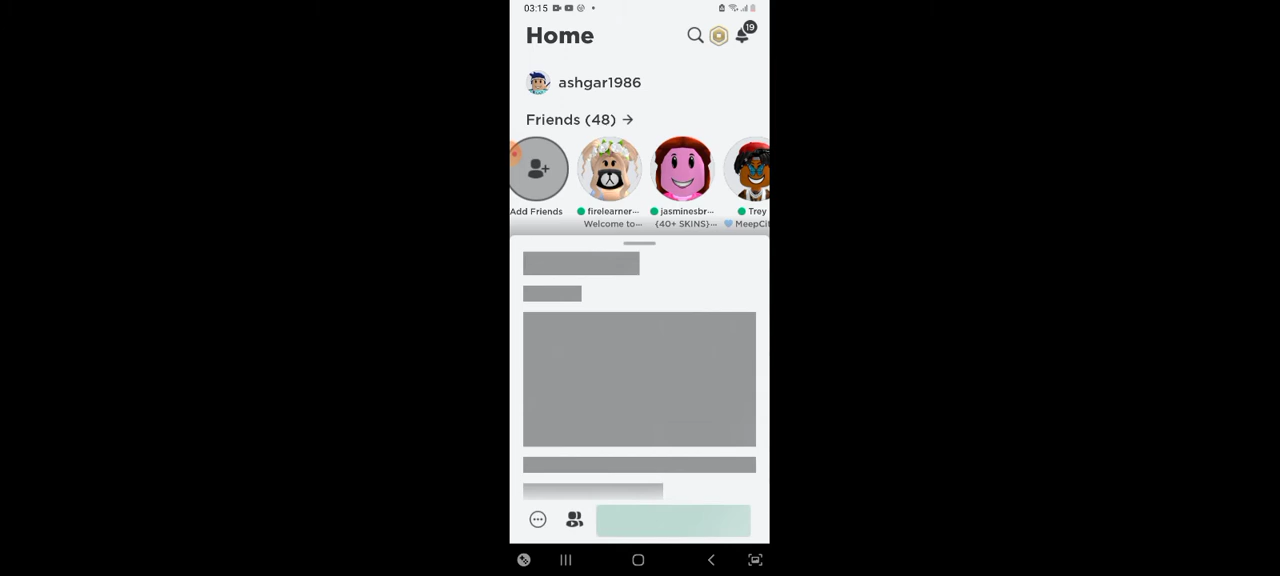 03:15
Home
19
ashgar1986
Friends (48) →
Add Friends
firelearner...
jasminesbr...
Trey
Welcome to...
{40+ SKINS}...
MeepCi